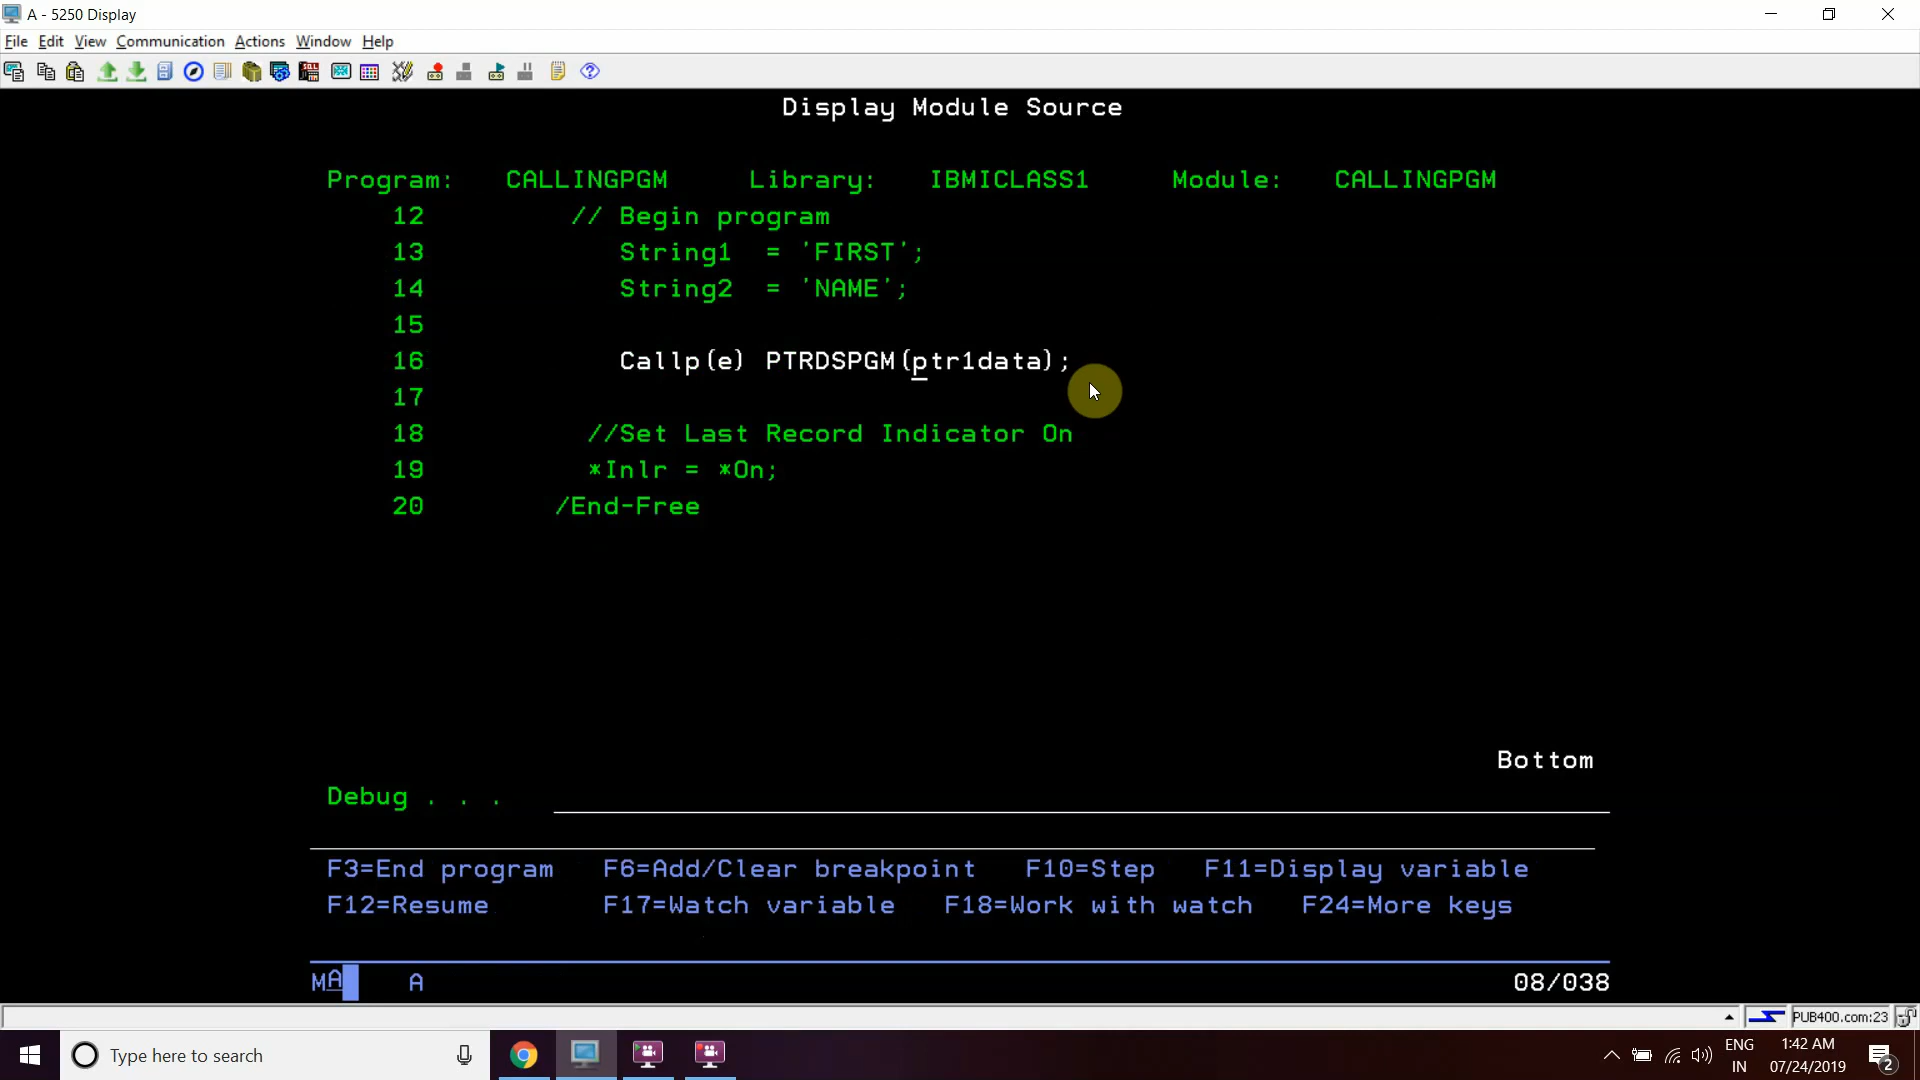 A - 5250 Display
File Edit View Communication Actions Window Help
Display Module Source
Program: CALLINGPGM Library: IBMICLASS1 Module: CALLINGPGM
12 // Begin program
13 String1 = 'FIRST';
14 String2 = 'NAME';
15
16 Callp(e) PTRDSPGM(ptr1data);
17
18 //Set Last Record Indicator On
19 *Inlr = *On;
20 /End-Free
Bottom
Debug . . .
F3=End program F6=Add/Clear breakpoint F10=Step F11=Display variable
F12=Resume F17=Watch variable F18=Work with watch F24=More keys
MA A 08/038
PUB400.com:23
Type here to search
ENG
IN
1:42 AM
07/24/2019
2